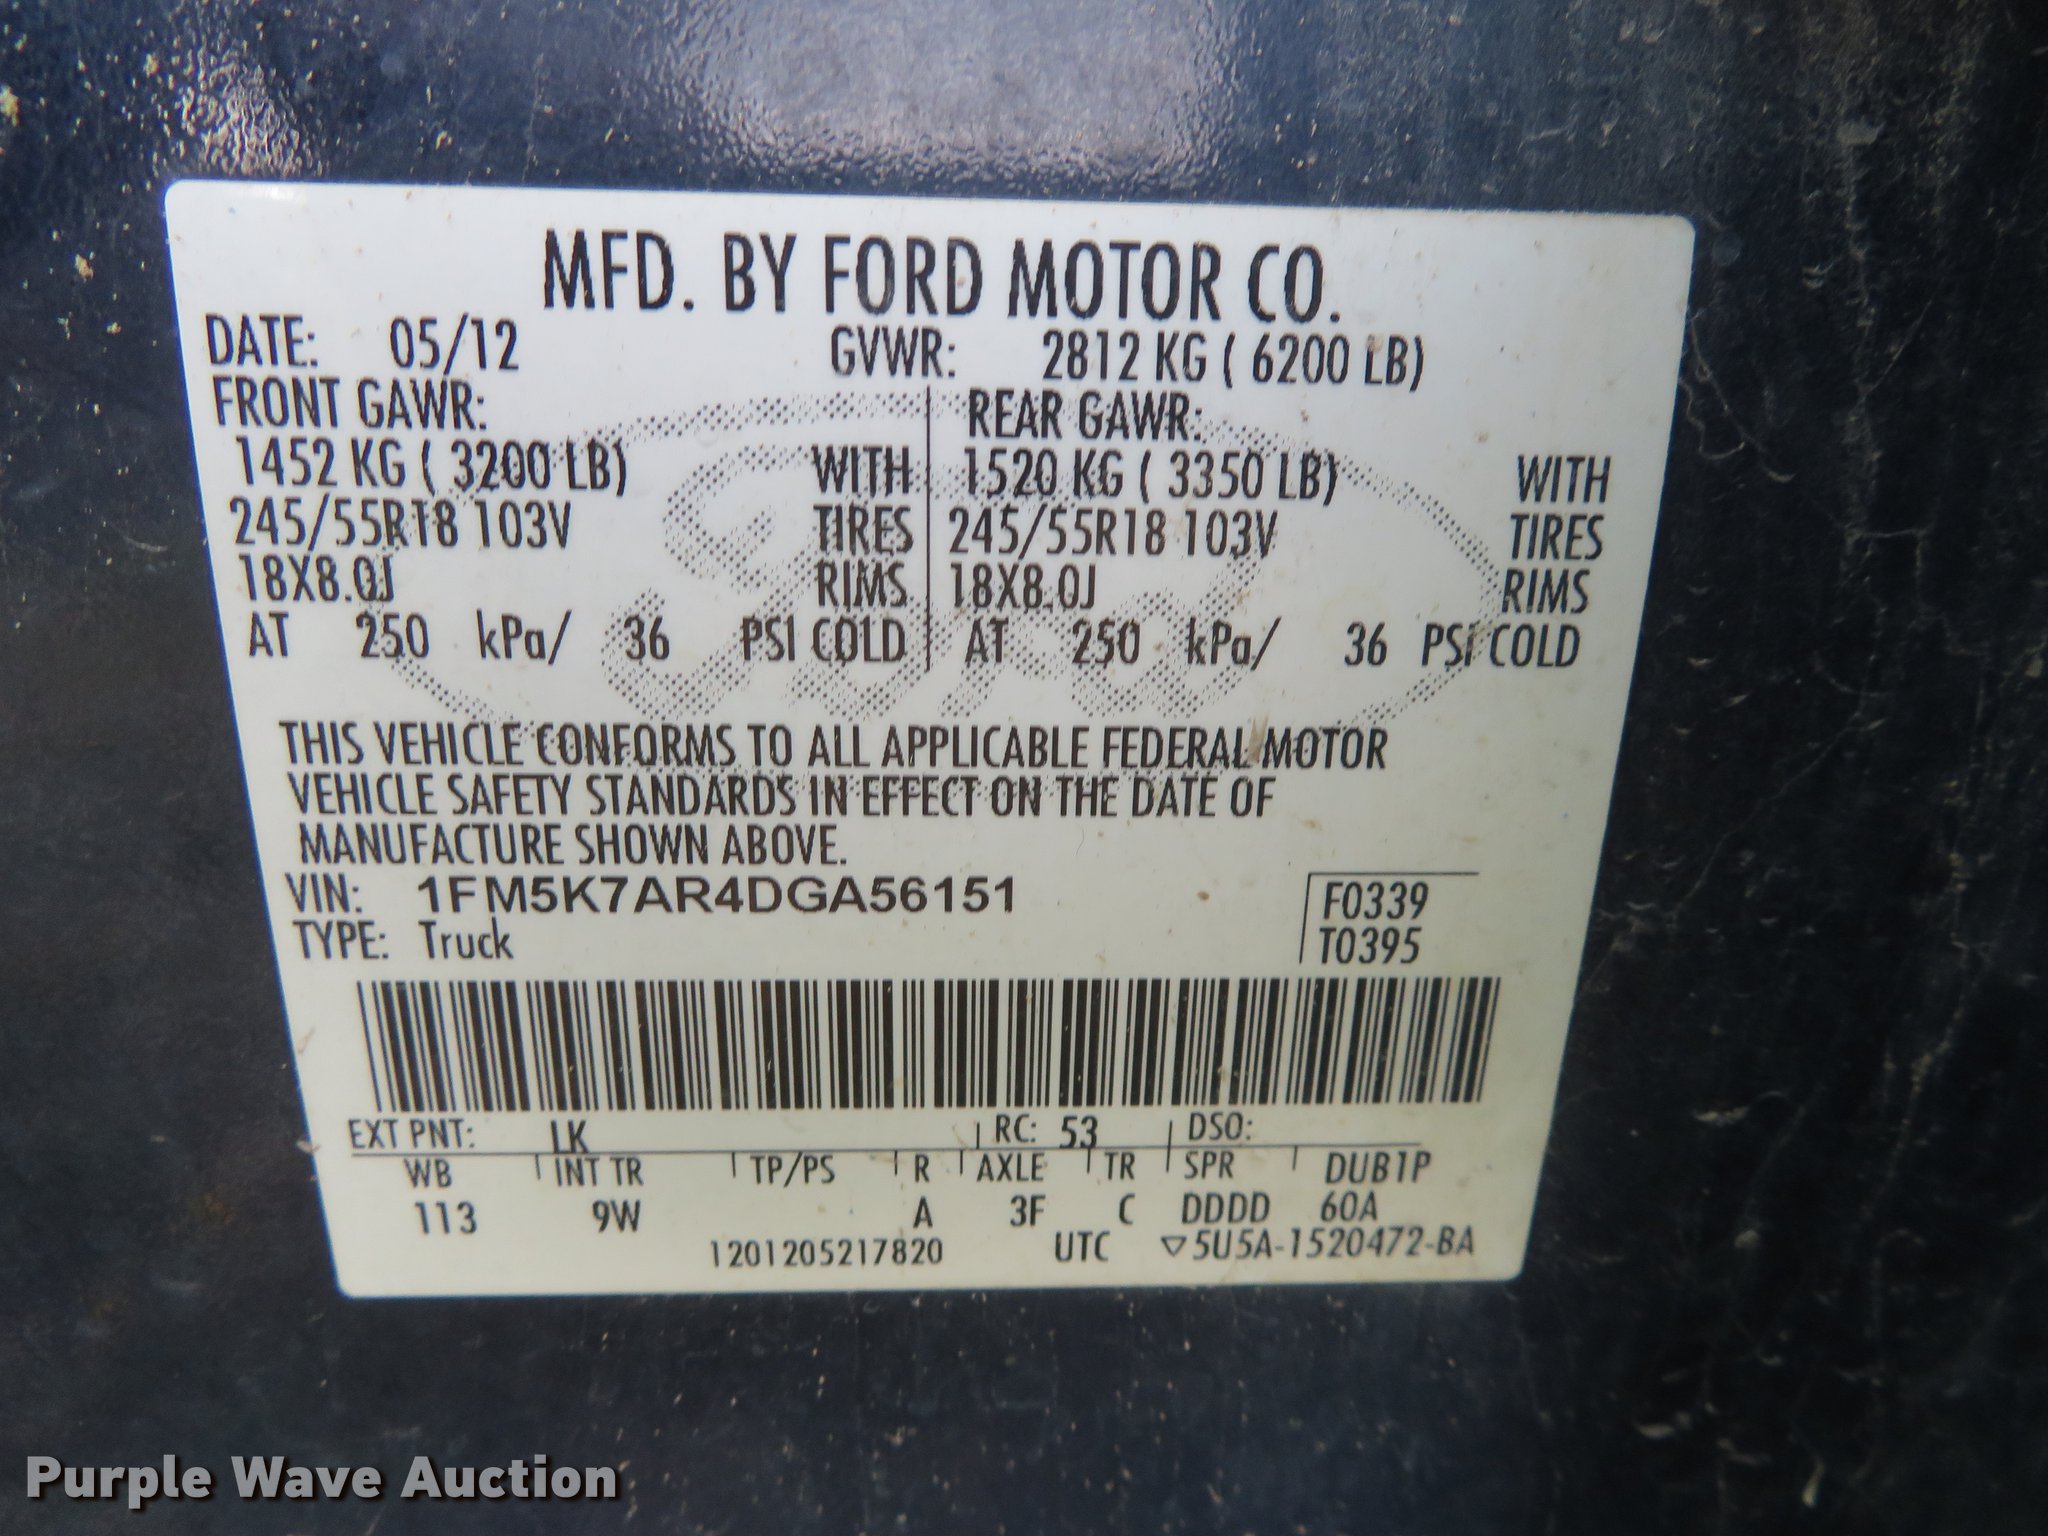 MFD. BY FORD MOTOR CO.
DATE: 05/12 GVWR: 2812 KG ( 6200 LB)
FRONT GAWR: REAR GAWR:
1452 KG ( 3200 LB) WITH 1520 KG ( 3350 LB) WITH
245/55R18 103V TIRES 245/55R18 103V TIRES
18X8.0J RIMS 18X8.0J RIMS
AT 250 kPa/ 36 PSI COLD AT 250 kPa/ 36 PSI COLD
THIS VEHICLE CONFORMS TO ALL APPLICABLE FEDERAL MOTOR
VEHICLE SAFETY STANDARDS IN EFFECT ON THE DATE OF
MANUFACTURE SHOWN ABOVE.
VIN: 1FM5K7AR4DGA56151 F0339
TYPE: Truck T0395
EXT PNT: LK RC: 53 DSO:
WB INT TR TP/PS R AXLE TR SPR DUB1P
113 9W A 3F C DDDD 60A
1201205217820 UTC ▽5U5A-1520472-BA
Purple Wave Auction